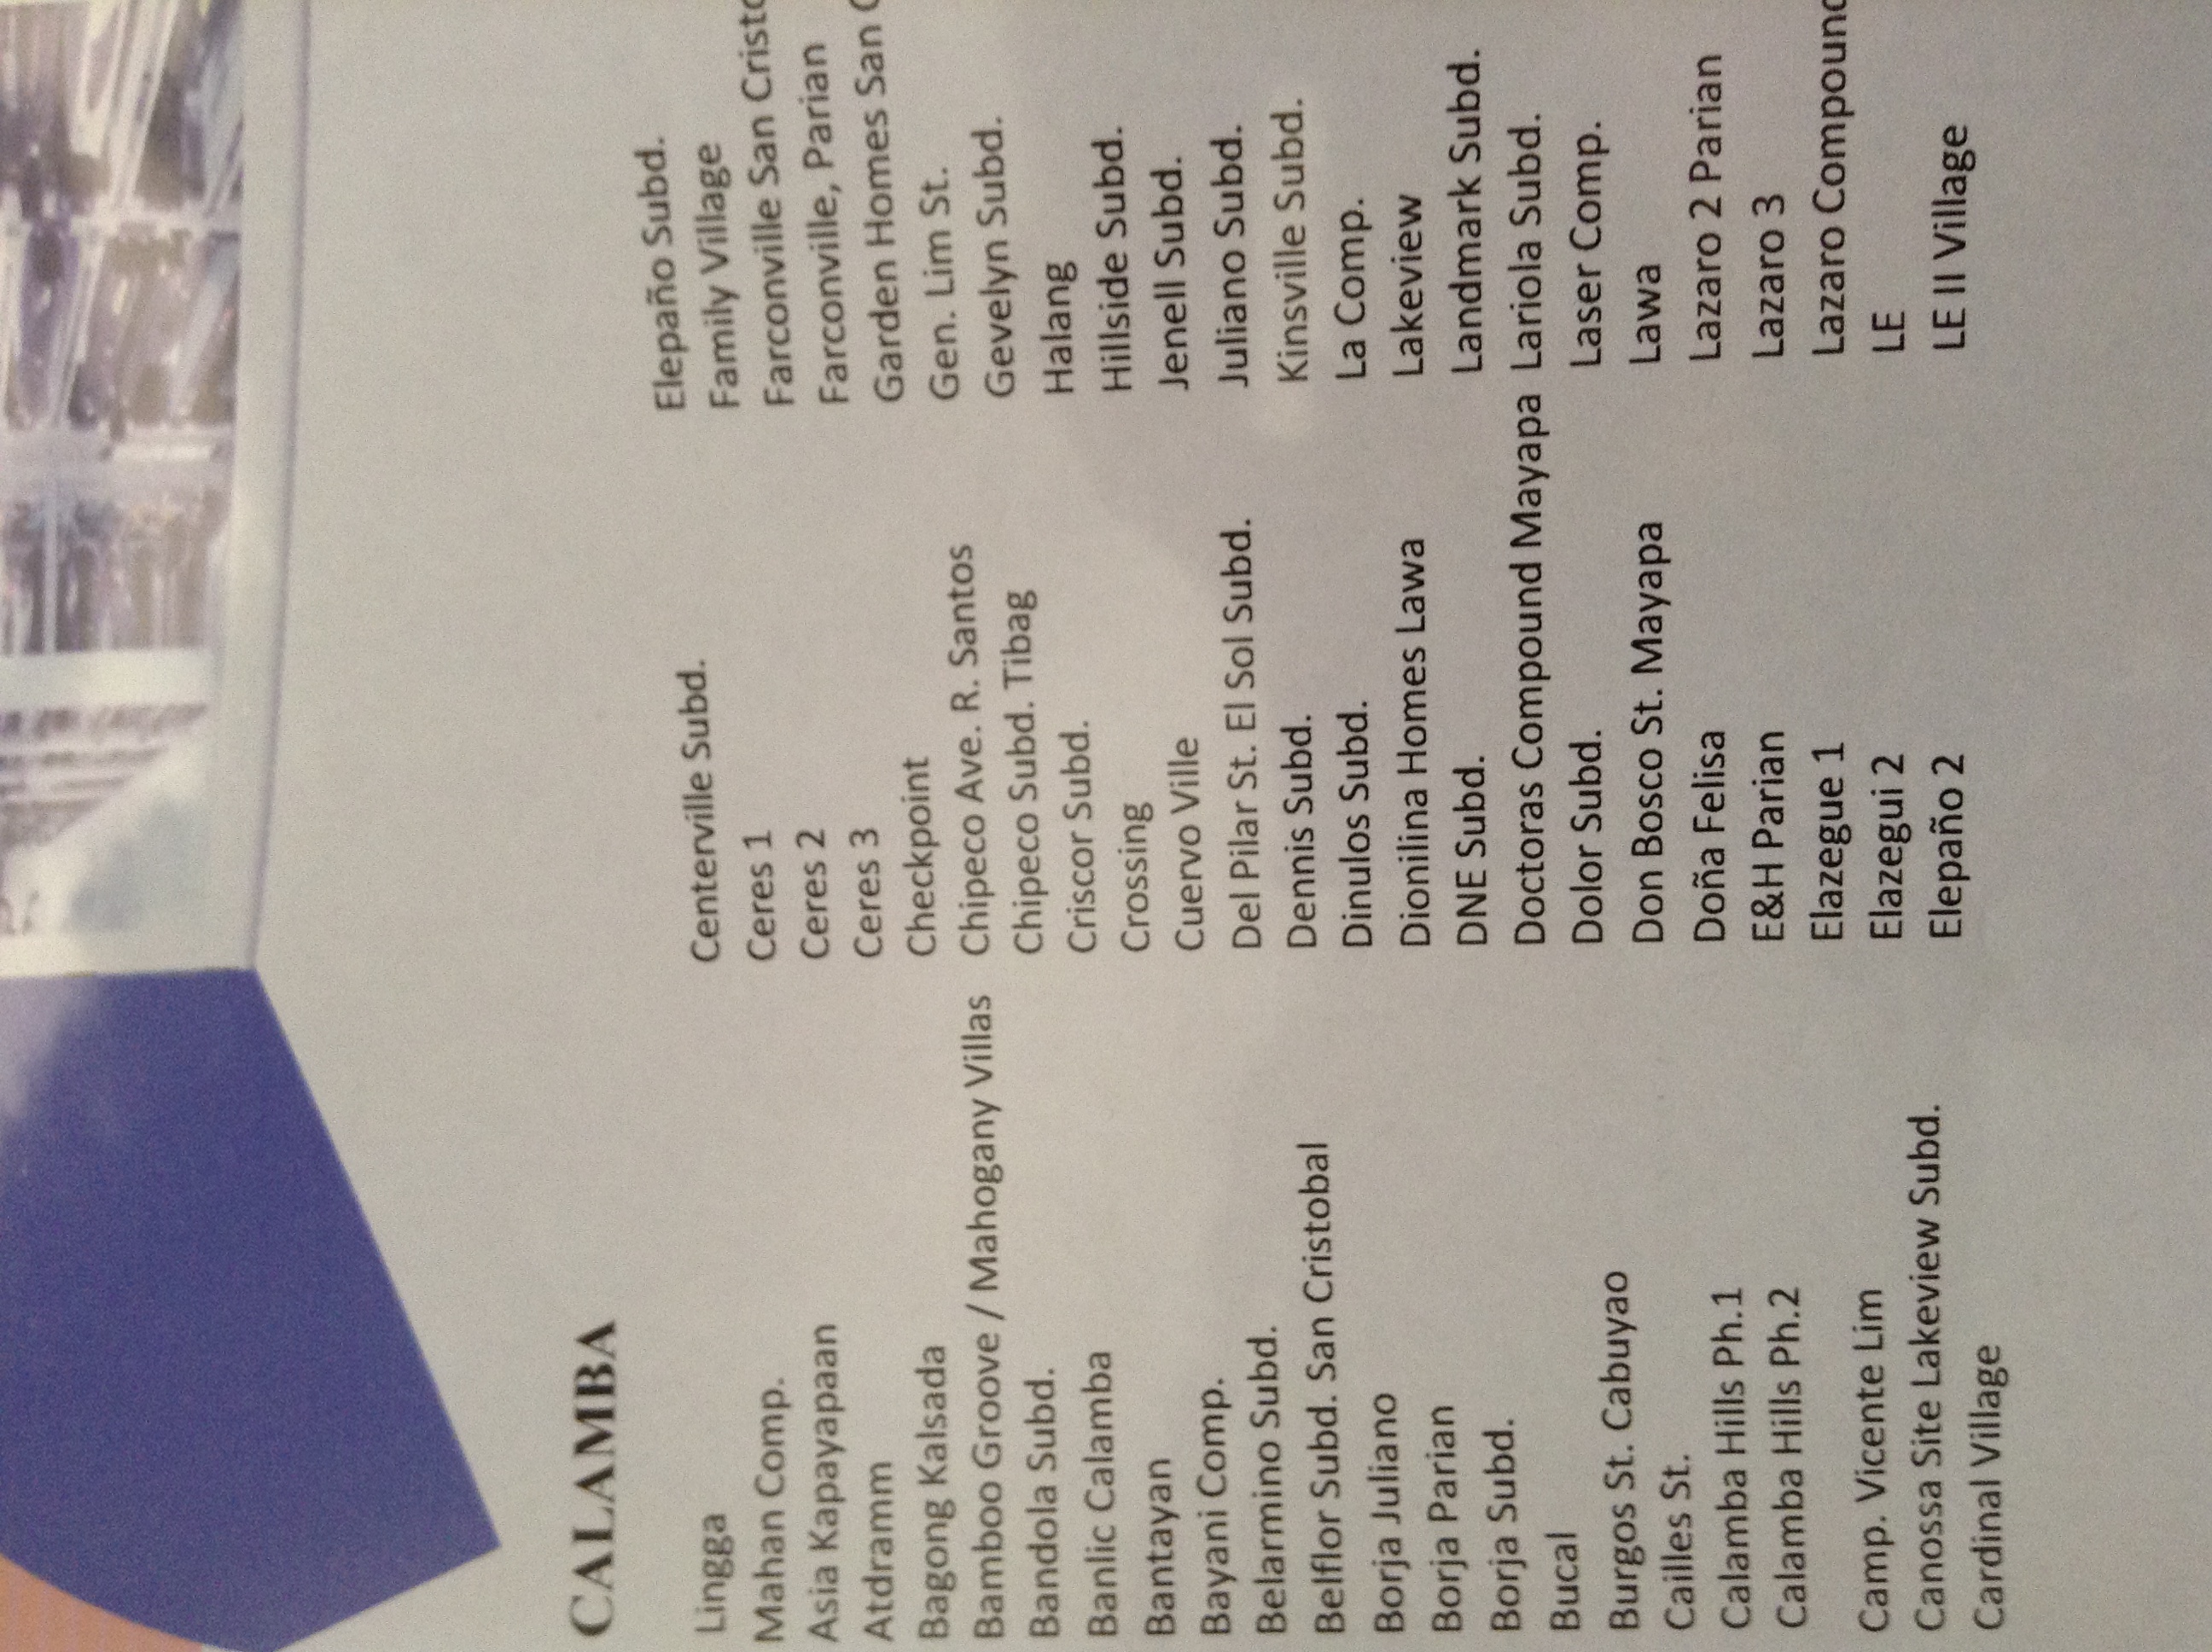 CALAMBA
Lingga
Mahan Comp.
Asia Kapayapaan
Atdramm
Bagong Kalsada
Bamboo Groove / Mahogany Villas
Bandola Subd.
Banlic Calamba
Bantayan
Bayani Comp.
Belarmino Subd.
Belflor Subd. San Cristobal
Borja Juliano
Borja Parian
Borja Subd.
Bucal
Burgos St. Cabuyao
Cailles St.
Calamba Hills Ph.1
Calamba Hills Ph.2
Camp. Vicente Lim
Canossa Site Lakeview Subd.
Cardinal Village
Centerville Subd.
Ceres 1
Ceres 2
Ceres 3
Checkpoint
Chipeco Ave. R. Santos
Chipeco Subd. Tibag
Criscor Subd.
Crossing
Cuervo Ville
Del Pilar St. El Sol Subd.
Dennis Subd.
Dinulos Subd.
Dionilina Homes Lawa
DNE Subd.
Doctoras Compound Mayapa
Dolor Subd.
Don Bosco St. Mayapa
Doña Felisa
E&H Parian
Elazegue 1
Elazegui 2
Elepaño 2
Elepaño Subd.
Family Village
Farconville San
Farconville, Parian
Garden Homes San
Gen. Lim St.
Gevelyn Subd.
Halang
Hillside Subd.
Jenell Subd.
Juliano Subd.
Kinsville Subd.
La Comp.
Lakeview
Landmark Subd.
Lariola Subd.
Laser Comp.
Lawa
Lazaro 2 Parian
Lazaro 3
Lazaro Compound
LE
LE II Village